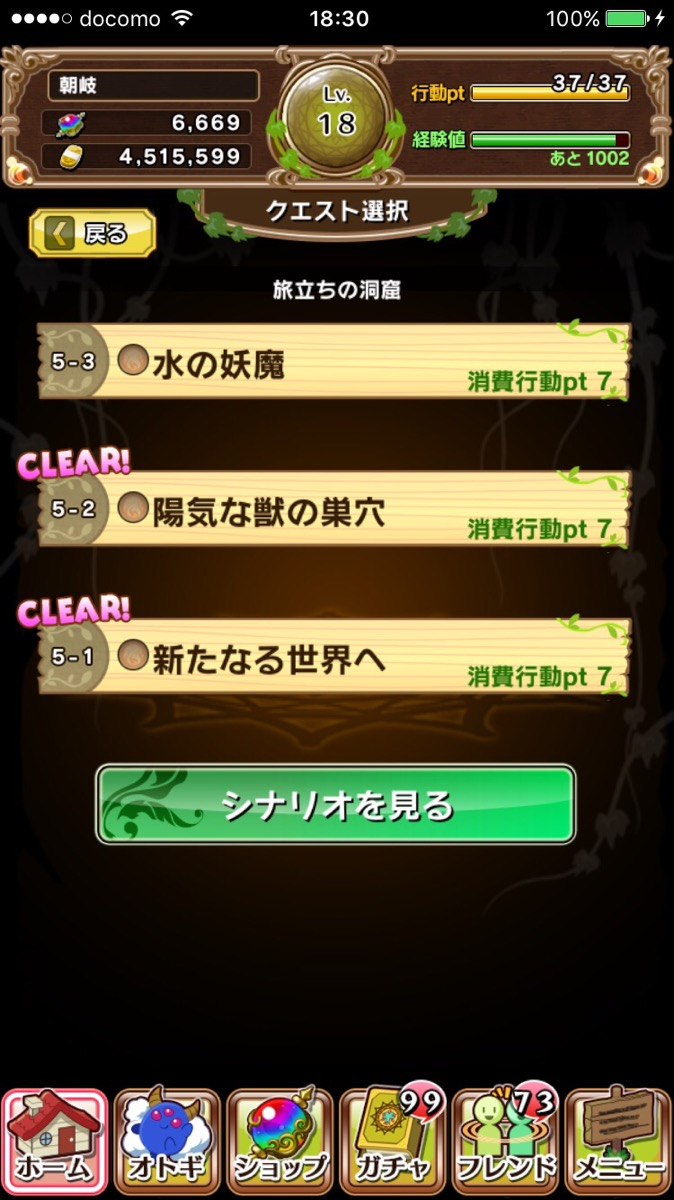 docomo 18:30 100%
朝岐
6,669
4,515,599
Lv.
18
行動pt 37/37
経験値
あと1002
クエスト選択
戻る
旅立ちの洞窟
5-3 水の妖魔
消費行動pt 7
CLEAR!
5-2 陽気な獣の巣穴
消費行動pt 7
CLEAR!
5-1 新たなる世界へ
消費行動pt 7
シナリオを見る
99 73
ホーム オトギ ショップ ガチャ フレンド メニュー